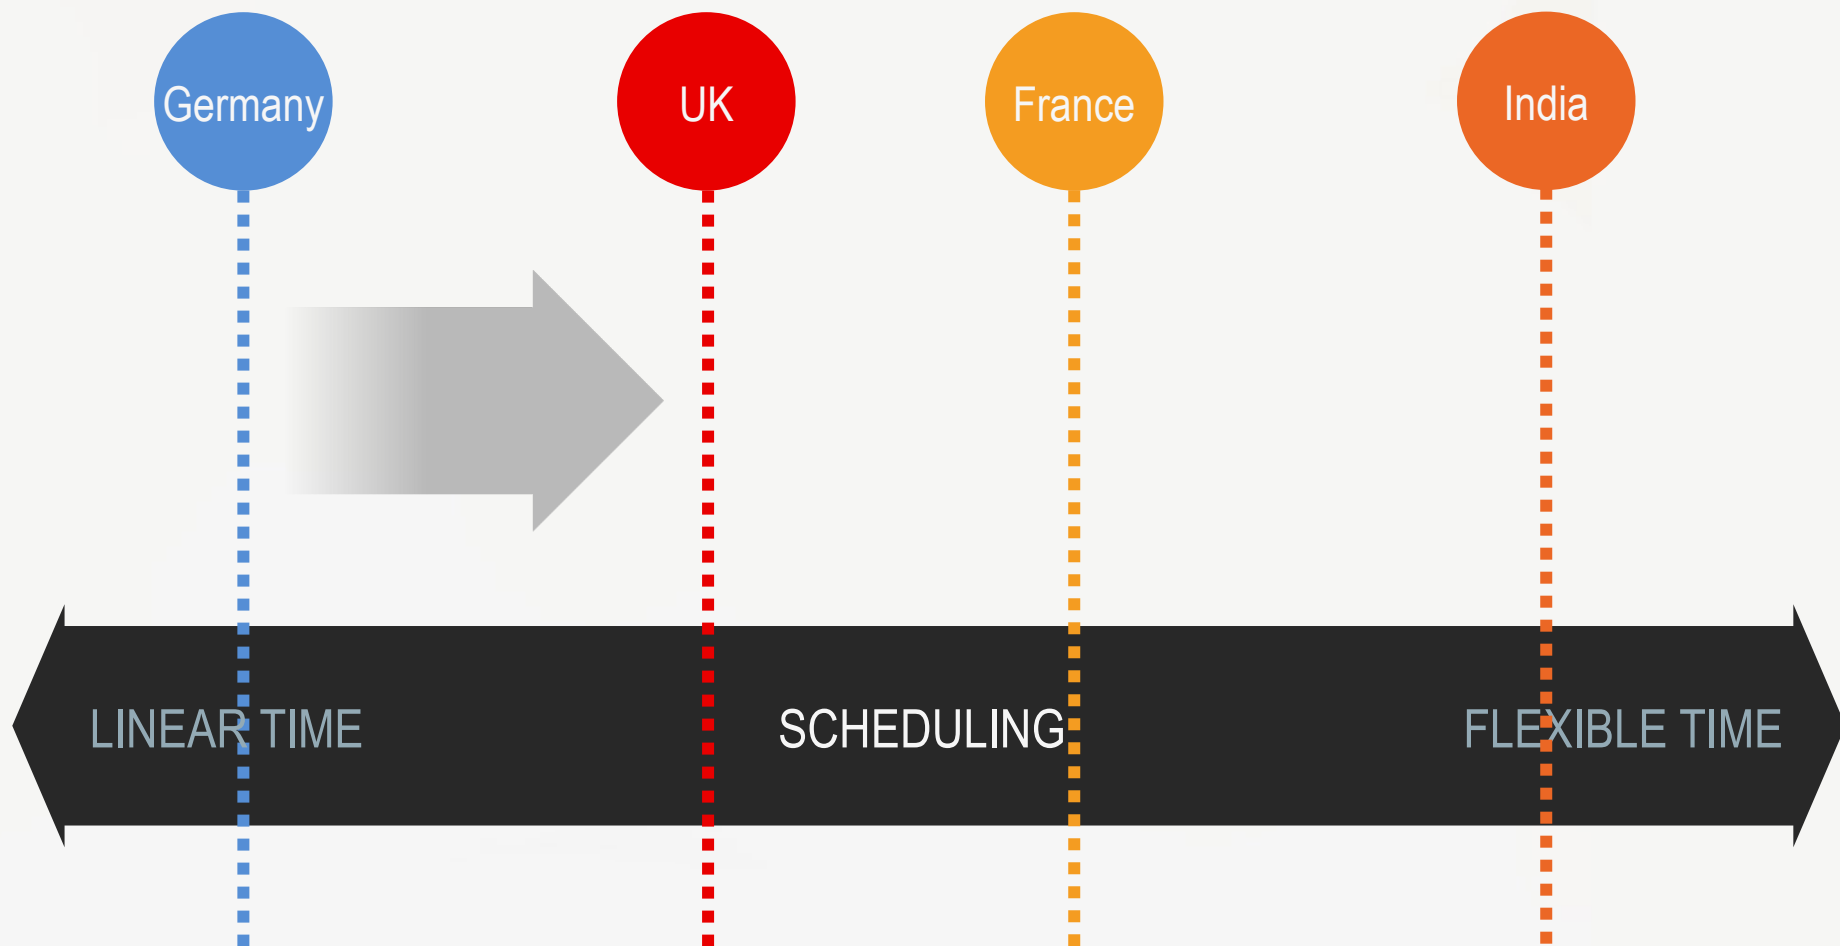 Germany
UK
France
India
LINEAR TIME
SCHEDULING
FLEXIBLE TIME